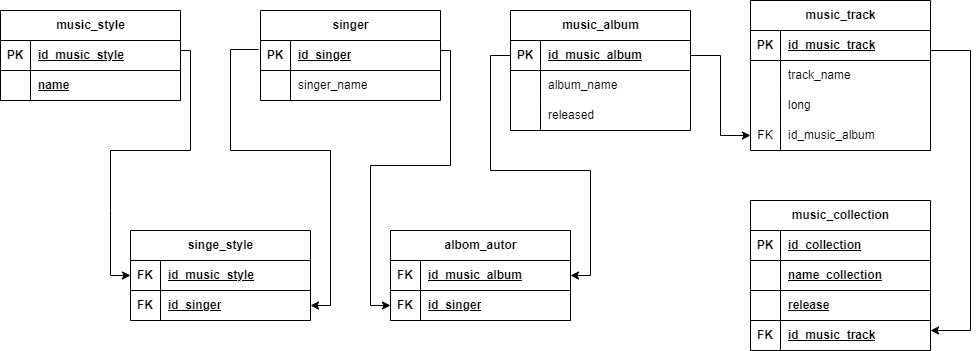 music_style
PK id_music_style
name
singer
PK id_singer
singer_name
music_album
PK id_music_album
album_name
released
music_track
PK id_music_track
track_name
long
FK id_music_album
singe_style
FK id_music_style
FK id_singer
albom_autor
FK id_music_album
FK id_singer
music_collection
PK id_collection
name_collection
release
FK id_music_track